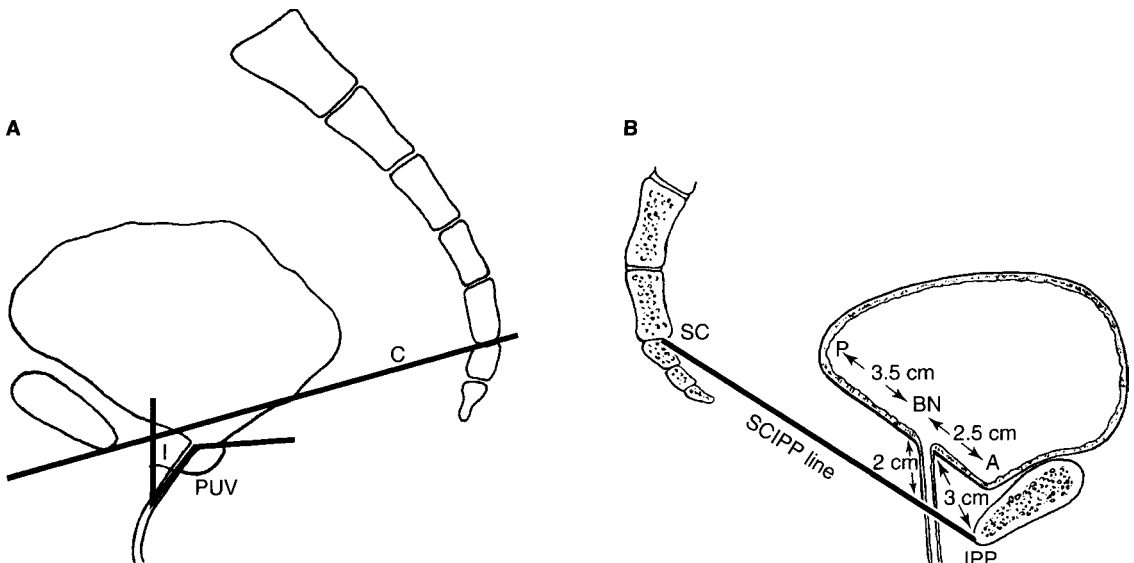 A
C
I
PUV
B
SC
P
3.5 cm
BN
2.5 cm
A
2 cm
3 cm
SCIPP line
IPP